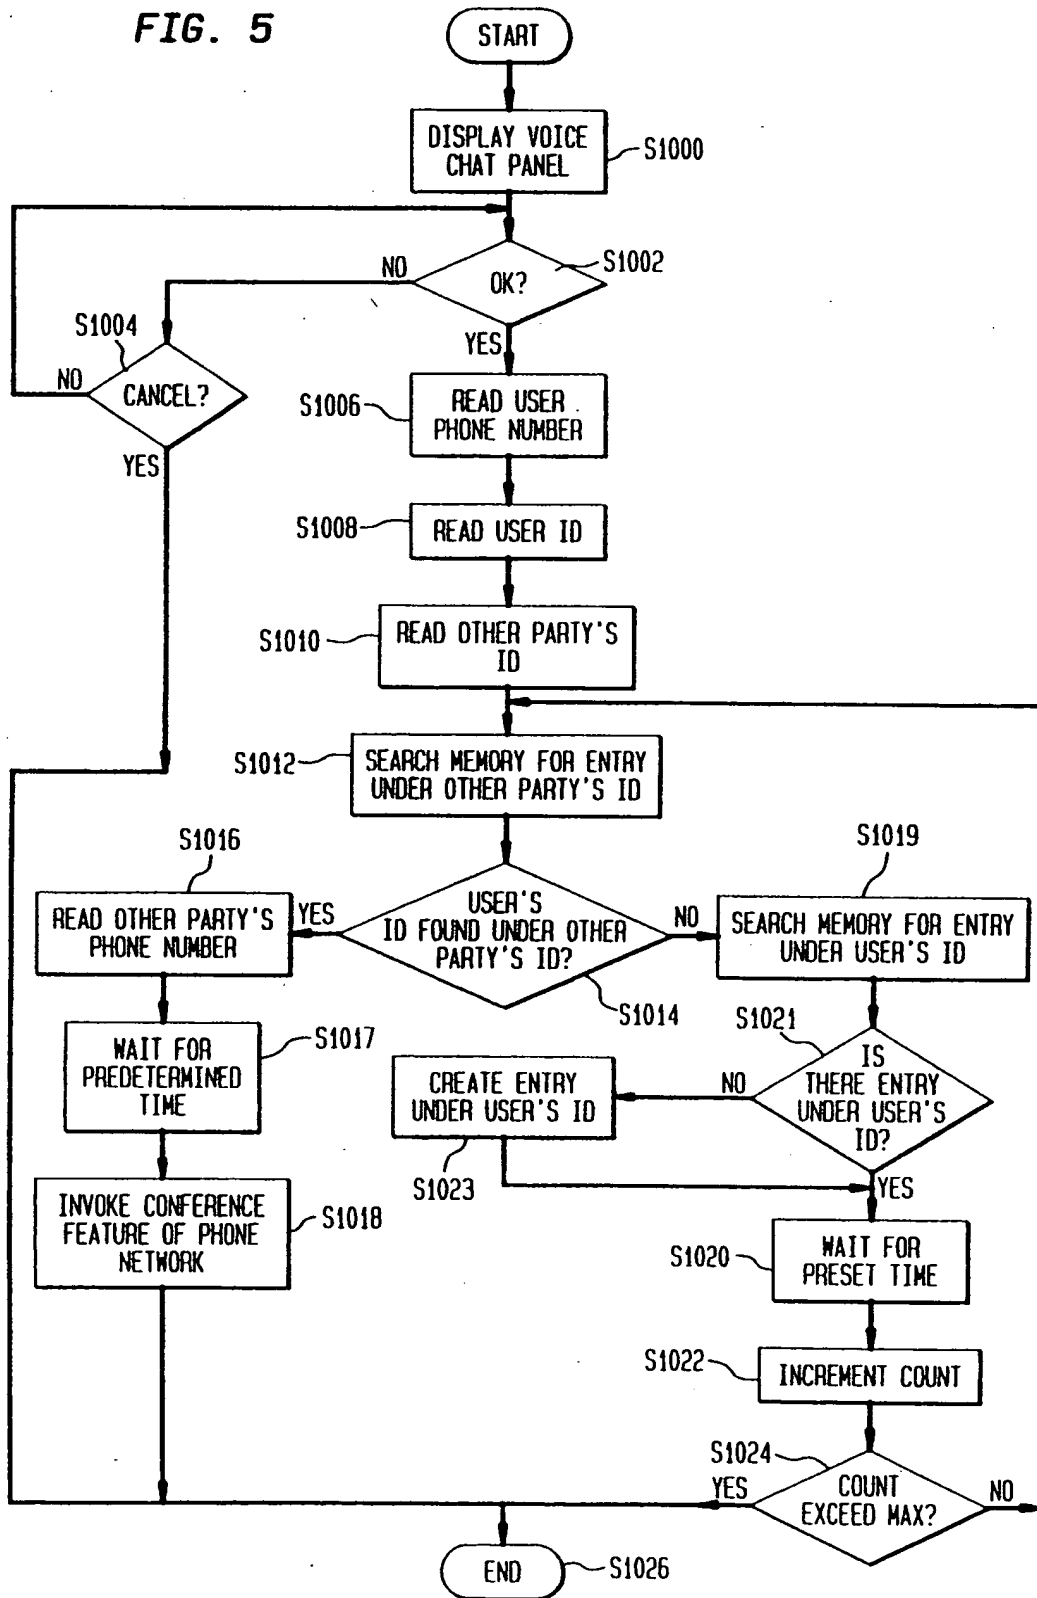 FIG. 5
START
DISPLAY VOICE
CHAT PANEL
S1000
OK?
S1002
NO
YES
S1004
CANCEL?
NO
YES
S1006
READ USER
PHONE NUMBER
S1008
READ USER ID
S1010
READ OTHER PARTY'S
ID
S1012
SEARCH MEMORY FOR ENTRY
UNDER OTHER PARTY'S ID
USER'S
ID FOUND UNDER OTHER
PARTY'S ID?
S1014
YES
NO
S1016
READ OTHER PARTY'S
PHONE NUMBER
S1019
SEARCH MEMORY FOR ENTRY
UNDER USER'S ID
WAIT FOR
PREDETERMINED
TIME
S1017
S1021
IS
THERE ENTRY
UNDER USER'S
ID?
NO
YES
CREATE ENTRY
UNDER USER'S ID
S1023
INVOKE CONFERENCE
FEATURE OF PHONE
NETWORK
S1018
S1020
WAIT FOR
PRESET TIME
S1022
INCREMENT COUNT
S1024
COUNT
EXCEED MAX?
YES
NO
END
S1026